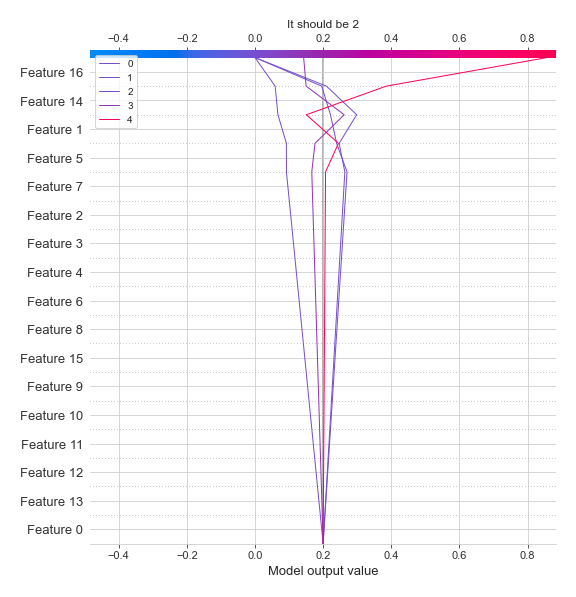 It should be 2
−0.4 −0.2 0.0 0.2 0.4 0.6 0.8
0
1
2
3
4
Feature 16
Feature 14
Feature 1
Feature 5
Feature 7
Feature 2
Feature 3
Feature 4
Feature 6
Feature 8
Feature 15
Feature 9
Feature 10
Feature 11
Feature 12
Feature 13
Feature 0
−0.4 −0.2 0.0 0.2 0.4 0.6 0.8
Model output value